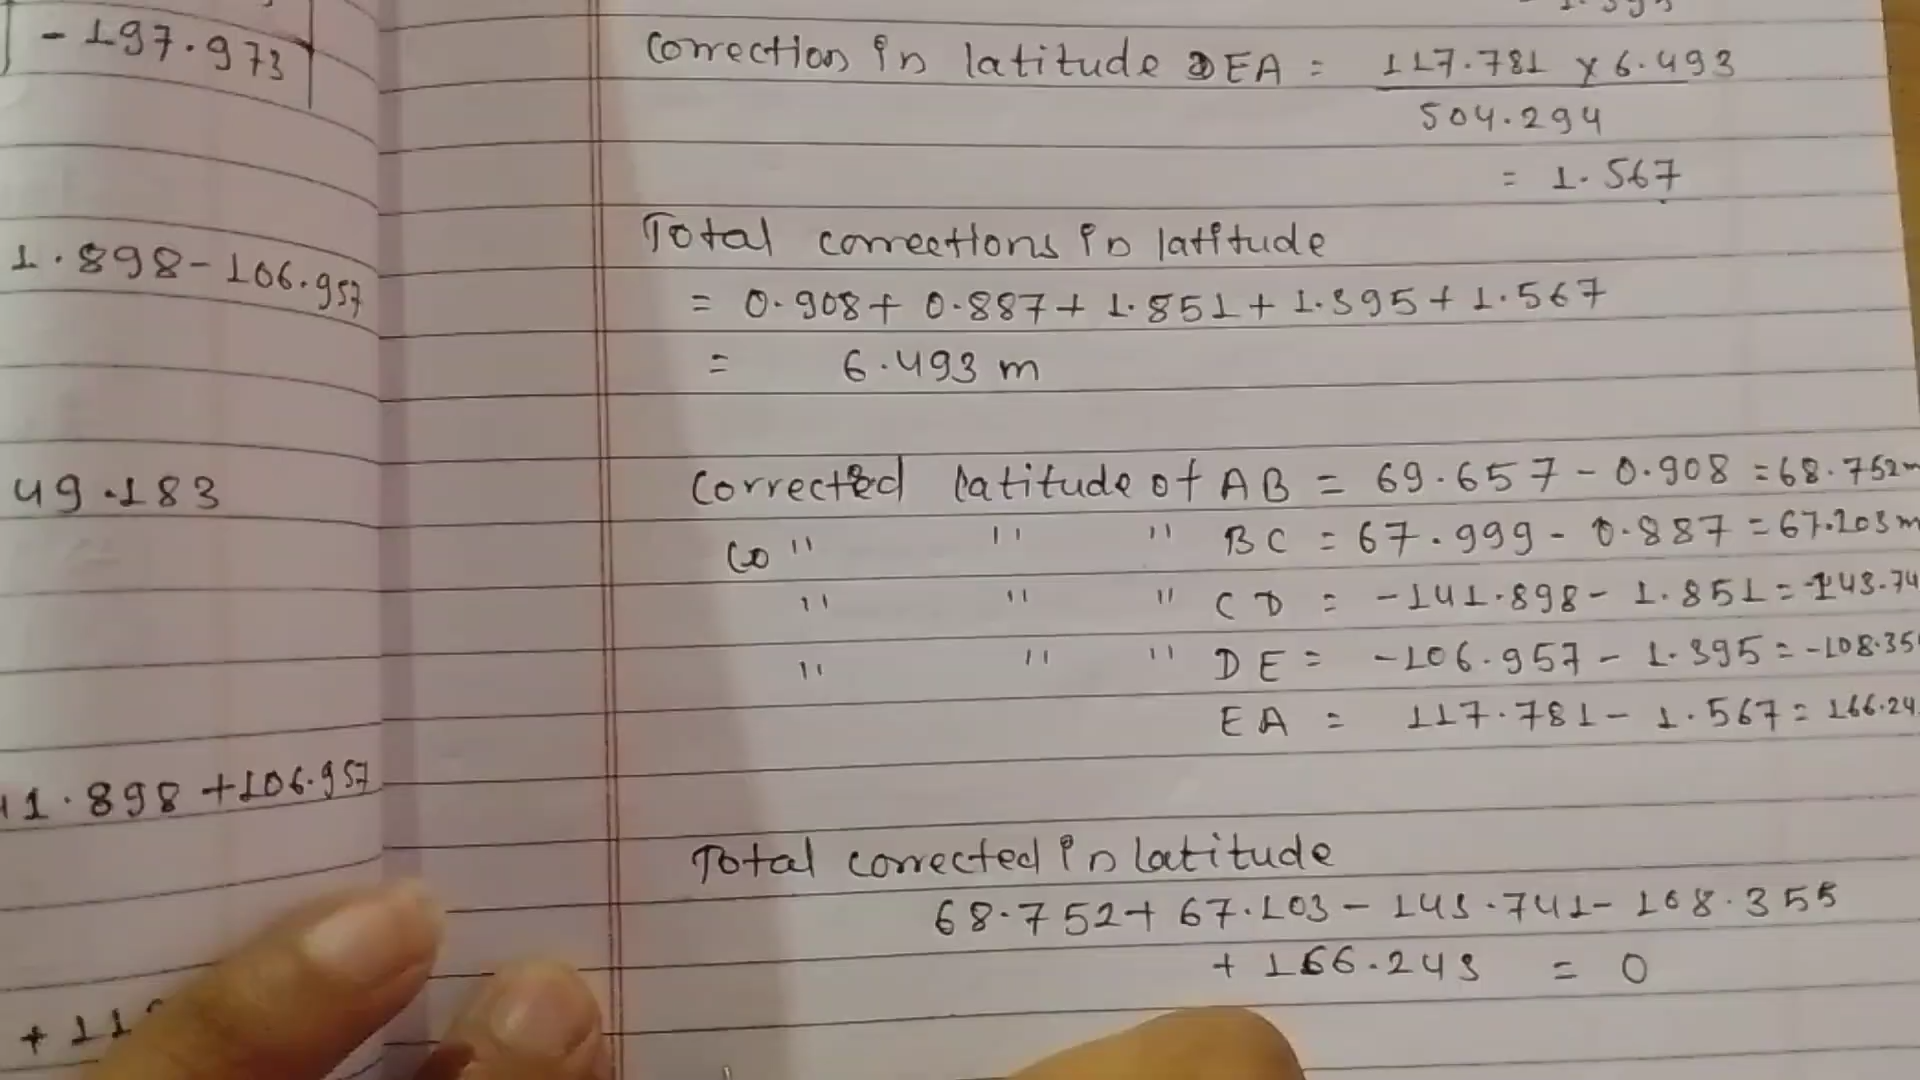 - 197.973
1.898 - 106.957
49.183
11.898 + 106.957
+ 11
Correction in latitude EA = 117.781 x 6.493
504.294
= 1.567
Total corrections in latitude
= 0.908 + 0.887 + 1.851 + 1.395 + 1.567
= 6.493 m
Corrected latitude of AB = 69.657 - 0.908 = 68.752m
Co " " " BC = 67.999 - 0.887 = 67.103 m
" " " CD = -141.898 - 1.851 = -143.74
" " " DE = -106.957 - 1.395 = -108.35
EA = 117.781 - 1.567 = 166.24
Total corrected in latitude
68.752 + 67.103 - 143.741 - 108.355
+ 166.243 = 0